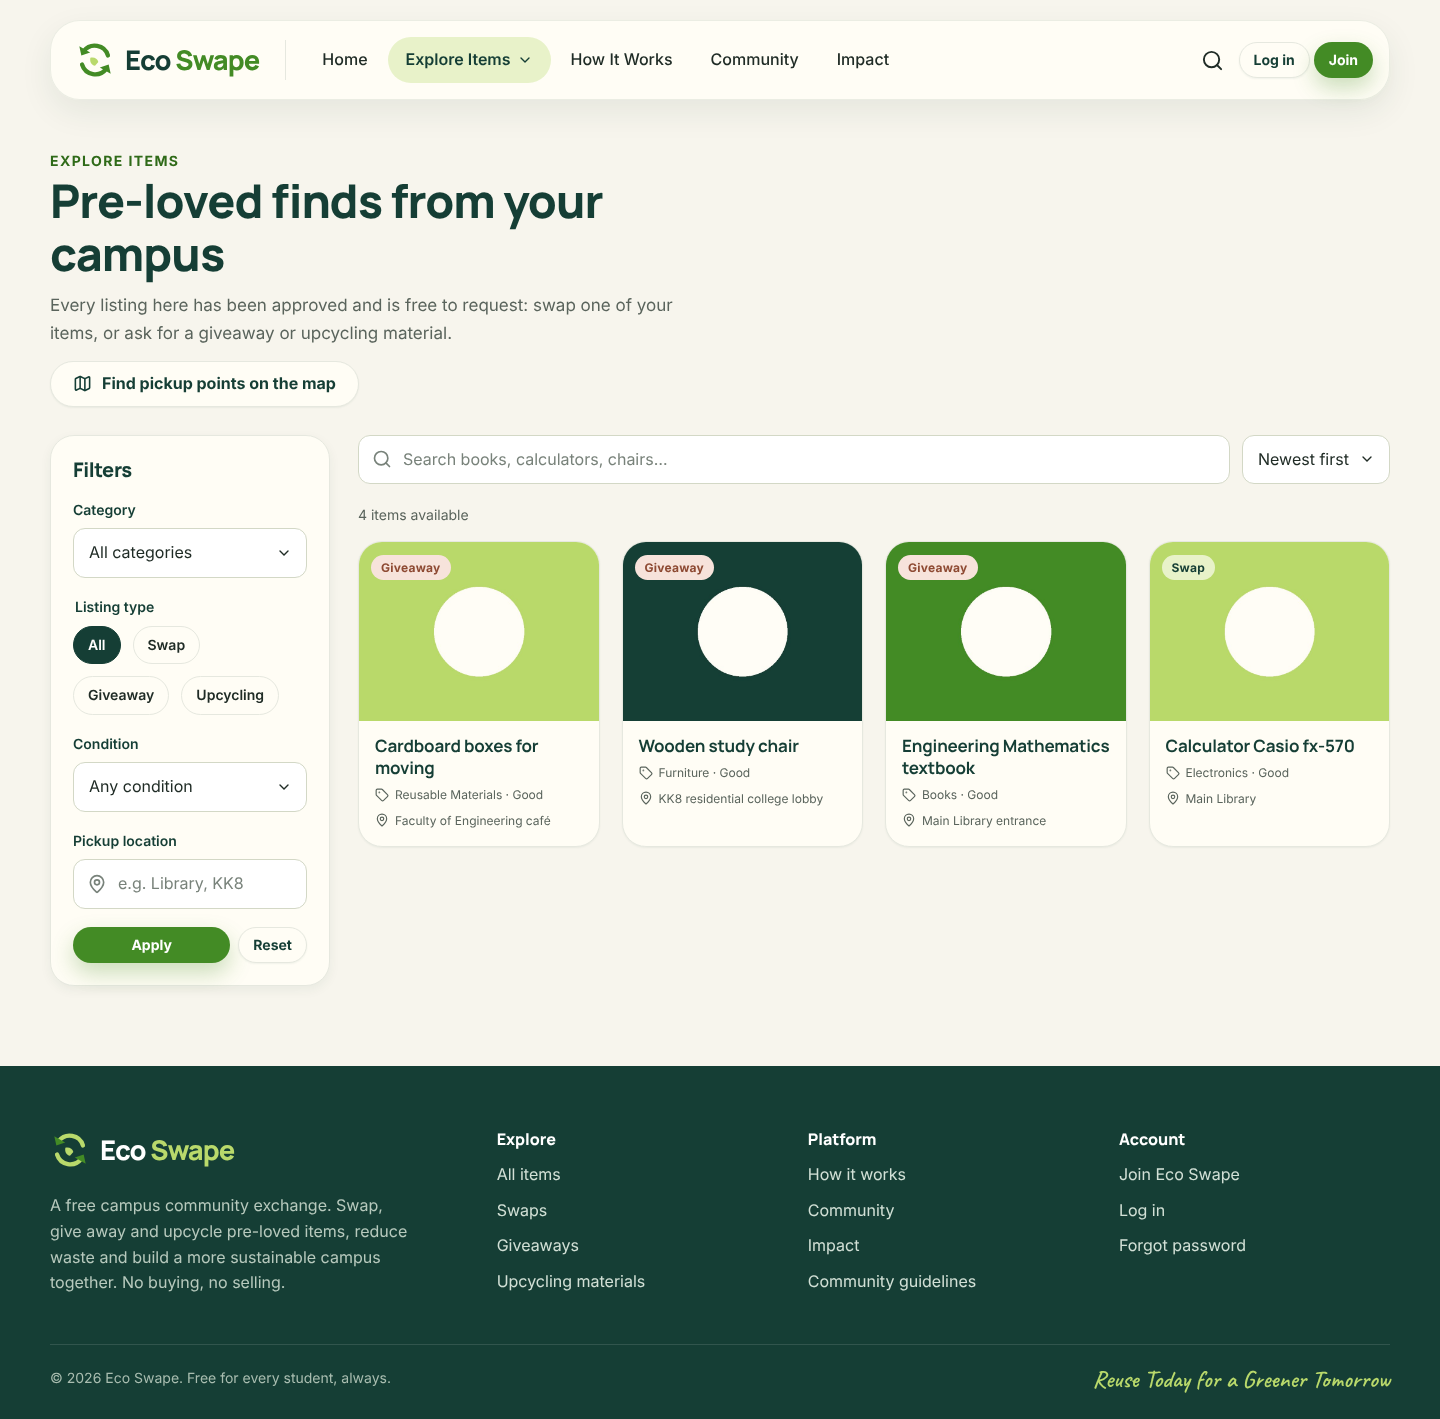 Eco Swape
Home
Explore Items
How It Works
Community
Impact
Log in
Join
EXPLORE ITEMS
Pre-loved finds from your
campus
Every listing here has been approved and is free to request: swap one of your
items, or ask for a giveaway or upcycling material.
Find pickup points on the map
Filters
Category
All categories
Listing type
All
Swap
Giveaway
Upcycling
Condition
Any condition
Pickup location
e.g. Library, KK8
Apply
Reset
Search books, calculators, chairs...
Newest first
4 items available
Giveaway
Cardboard boxes for
moving
Reusable Materials · Good
Faculty of Engineering café
Giveaway
Wooden study chair
Furniture · Good
KK8 residential college lobby
Giveaway
Engineering Mathematics
textbook
Books · Good
Main Library entrance
Swap
Calculator Casio fx-570
Electronics · Good
Main Library
Eco Swape
A free campus community exchange. Swap,
give away and upcycle pre-loved items, reduce
waste and build a more sustainable campus
together. No buying, no selling.
Explore
All items
Swaps
Giveaways
Upcycling materials
Platform
How it works
Community
Impact
Community guidelines
Account
Join Eco Swape
Log in
Forgot password
© 2026 Eco Swape. Free for every student, always.
Reuse Today for a Greener Tomorrow